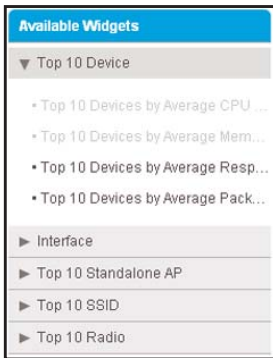 Available Widgets
Top 10 Device
• Top 10 Devices by Average CPU ...
• Top 10 Devices by Average Mem...
• Top 10 Devices by Average Resp...
• Top 10 Devices by Average Pack...
Interface
Top 10 Standalone AP
Top 10 SSID
Top 10 Radio